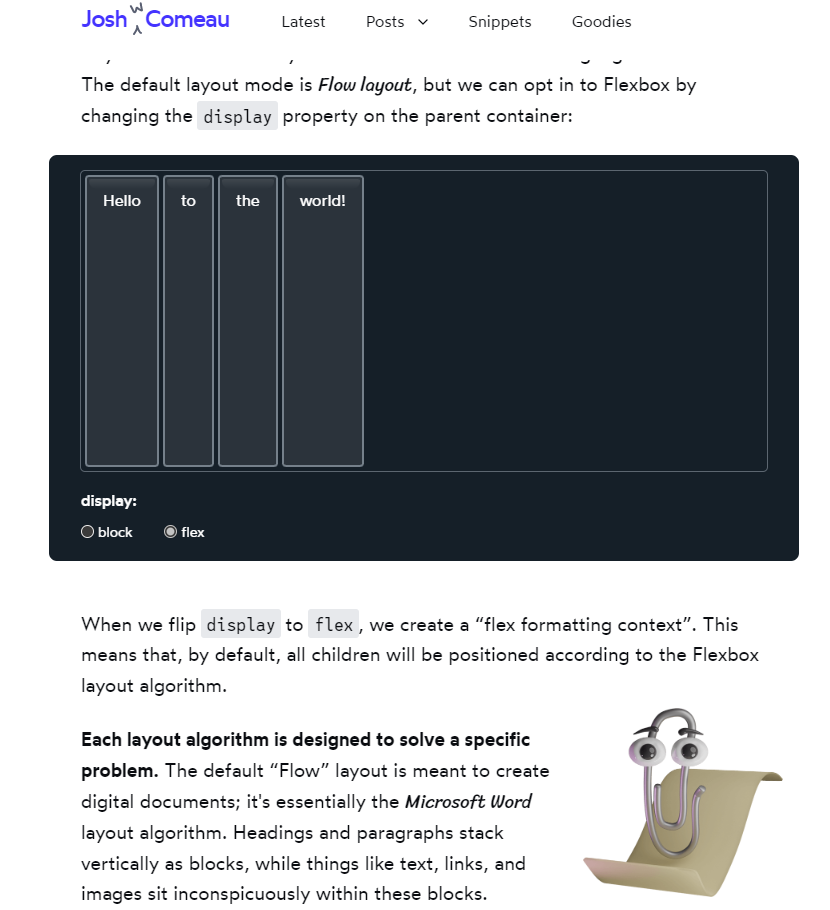 Josh W Comeau
Latest Posts Snippets Goodies
The default layout mode is Flow layout, but we can opt in to Flexbox by
changing the display property on the parent container:
Hello to the world!
display:
block flex
When we flip display to flex, we create a “flex formatting context”. This
means that, by default, all children will be positioned according to the Flexbox
layout algorithm.
Each layout algorithm is designed to solve a specific
problem. The default “Flow” layout is meant to create
digital documents; it's essentially the Microsoft Word
layout algorithm. Headings and paragraphs stack
vertically as blocks, while things like text, links, and
images sit inconspicuously within these blocks.